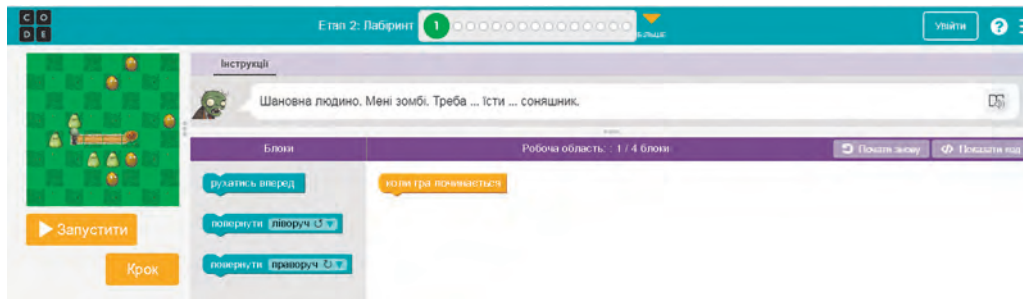 C O
D E
Етап 2: Лабіринт
1
БІЛЬШЕ
Увійти
?
Інструкції
Шановна людино. Мені зомбі. Треба ... їсти ... соняшник.
Блоки
Робоча область: : 1 / 4 блоки
Почати знову
Показати код
рухатись вперед
повернути ліворуч
повернути праворуч
коли гра починається
Запустити
Крок